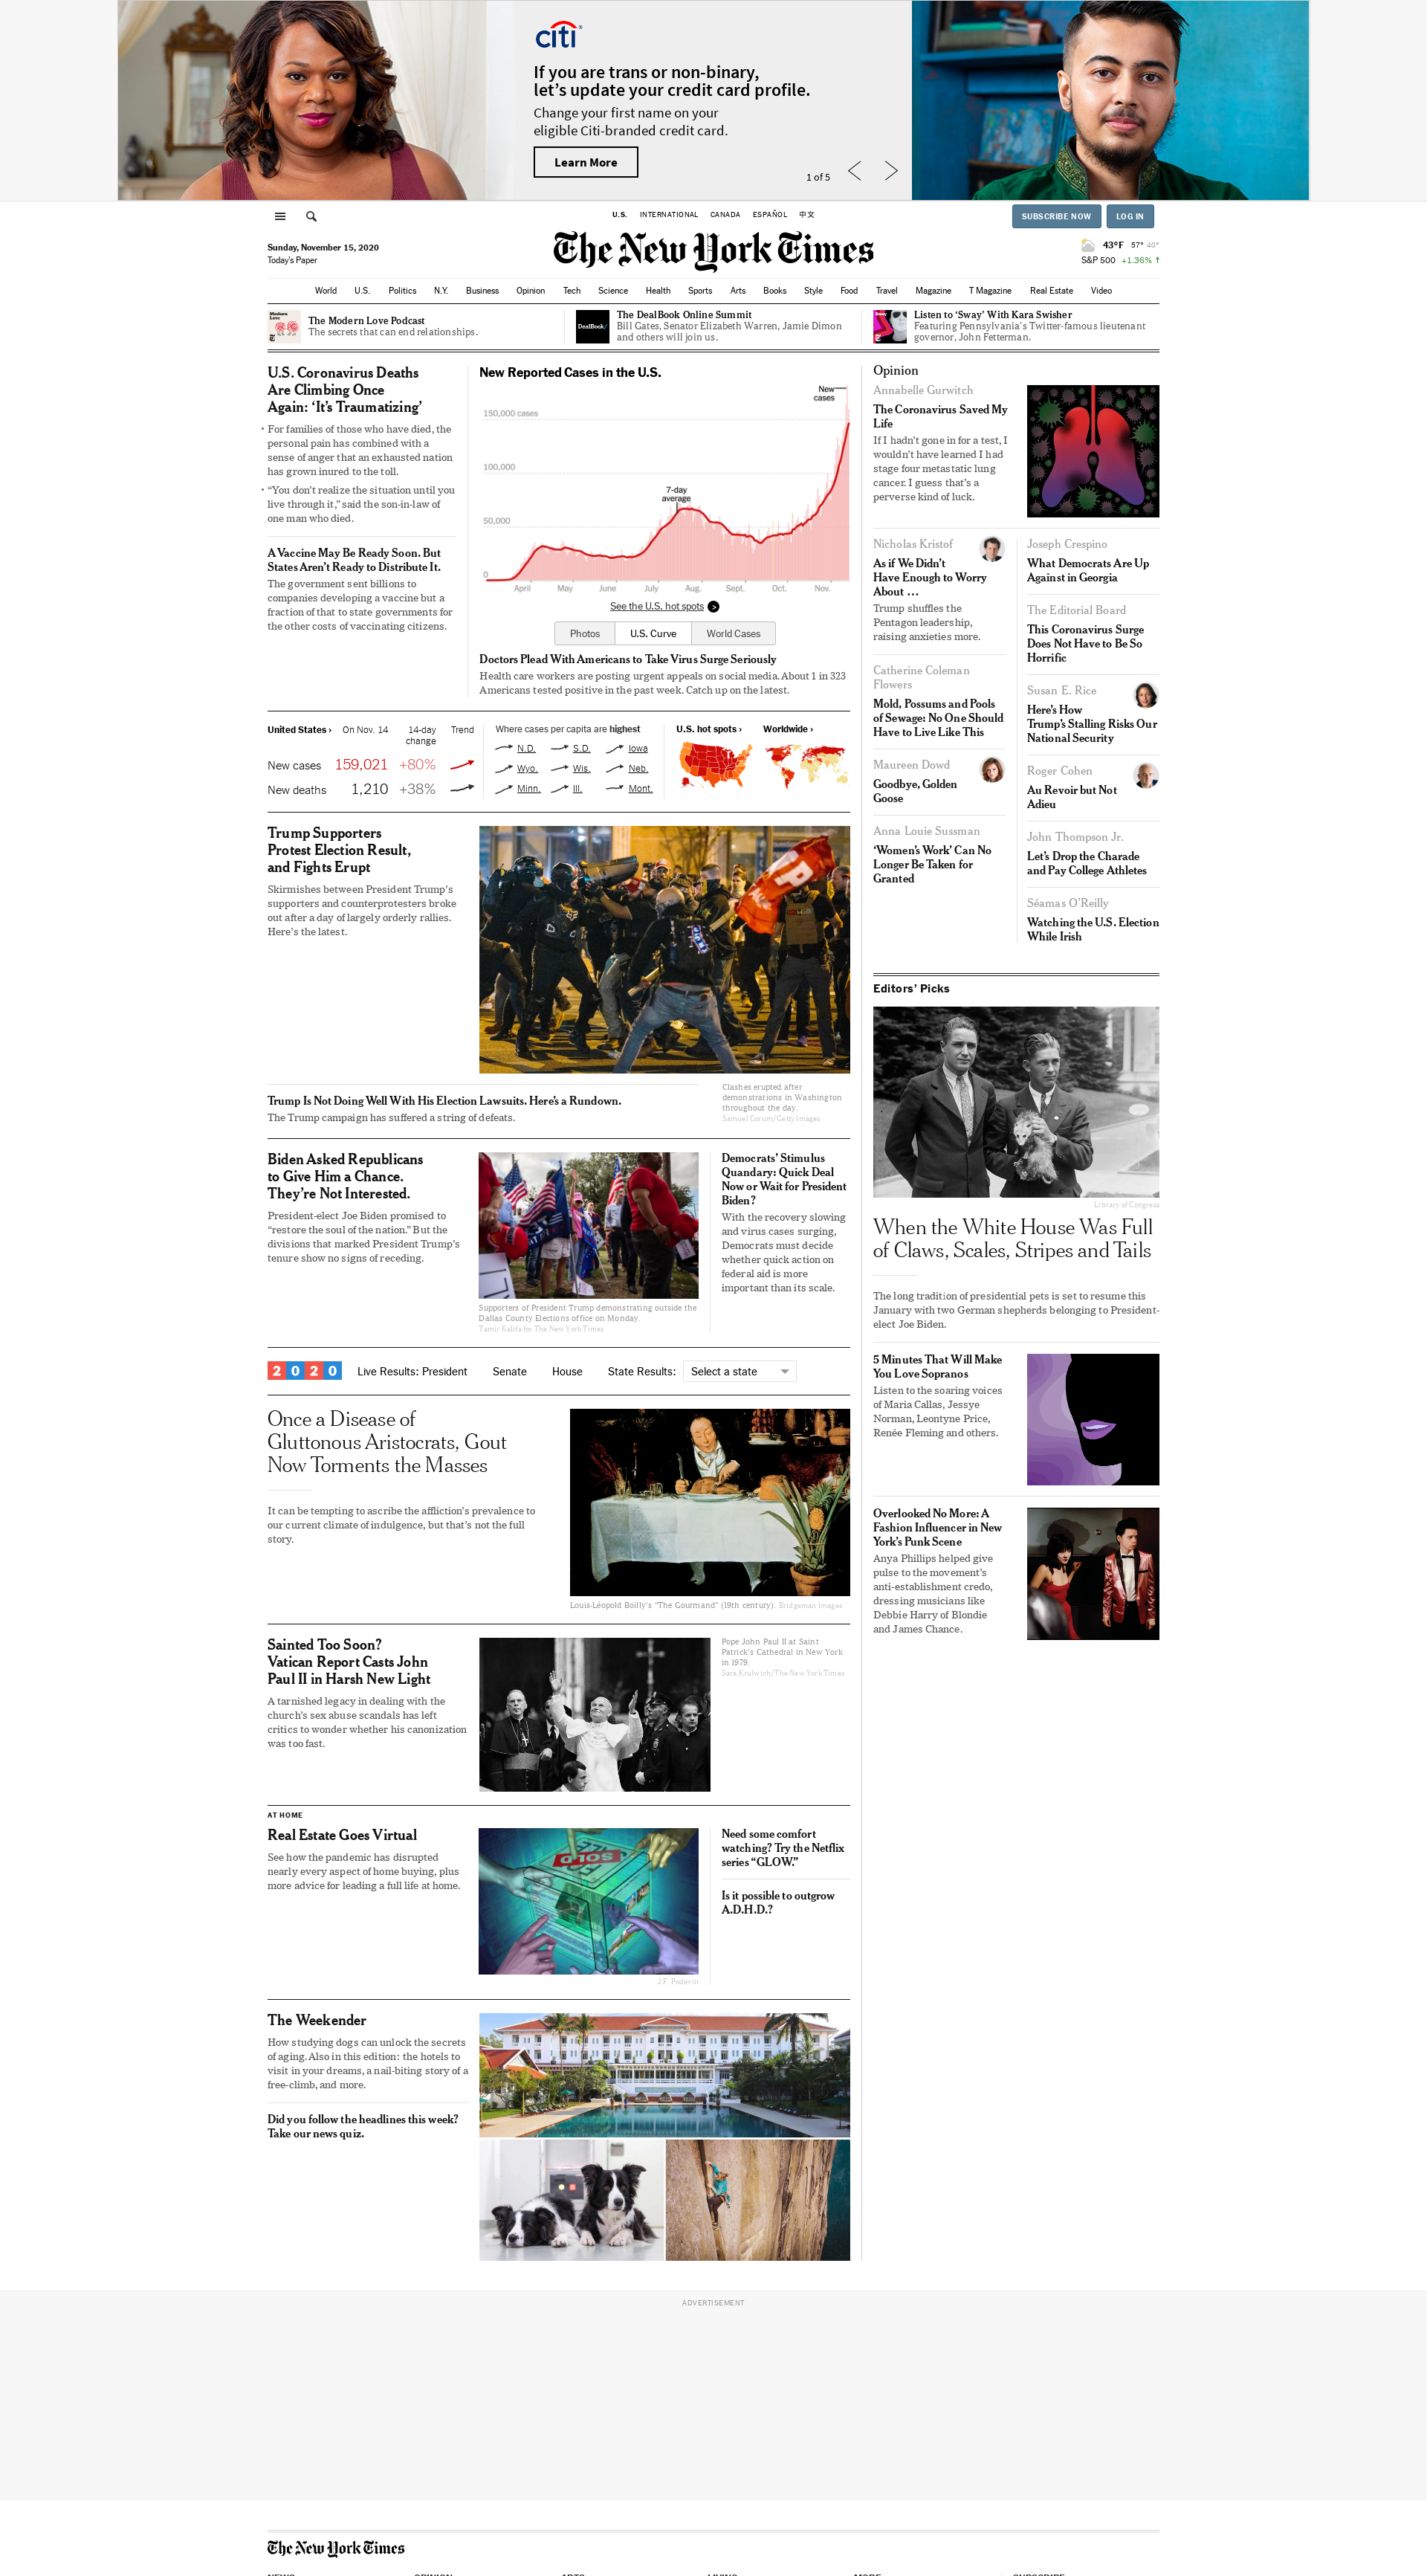 citi
If you are trans or non-binary,
let's update your credit card profile.
Change your first name on your
eligible Citi-branded credit card.
Learn More
1 of 5
U.S. INTERNATIONAL CANADA ESPAÑOL 中文
SUBSCRIBE NOW LOG IN
Sunday, November 15, 2020
Today's Paper
The New York Times
43°F 57° 40°
S&P 500 +1.36% ↑
World U.S. Politics N.Y. Business Opinion Tech Science Health Sports Arts Books Style Food Travel Magazine T Magazine Real Estate Video
Modern Love
The Modern Love Podcast
The secrets that can end relationships.
DealBook/
The DealBook Online Summit
Bill Gates, Senator Elizabeth Warren, Jamie Dimon
and others will join us.
Listen to ‘Sway’ With Kara Swisher
Featuring Pennsylvania's Twitter-famous lieutenant
governor, John Fetterman.
U.S. Coronavirus Deaths
Are Climbing Once
Again: ‘It’s Traumatizing’
• For families of those who have died, the
personal pain has combined with a
sense of anger that an exhausted nation
has grown inured to the toll.
• “You don’t realize the situation until you
live through it,” said the son-in-law of
one man who died.
A Vaccine May Be Ready Soon. But
States Aren’t Ready to Distribute It.
The government sent billions to
companies developing a vaccine but a
fraction of that to state governments for
the other costs of vaccinating citizens.
New Reported Cases in the U.S.
New
cases
150,000 cases
100,000
7-day
average
50,000
0
April May June July Aug. Sept. Oct. Nov.
See the U.S. hot spots
Photos U.S. Curve World Cases
Doctors Plead With Americans to Take Virus Surge Seriously
Health care workers are posting urgent appeals on social media. About 1 in 323
Americans tested positive in the past week. Catch up on the latest.
United States › On Nov. 14 14-day Trend
change
New cases 159,021 +80%
New deaths 1,210 +38%
Where cases per capita are highest
N.D. S.D. Iowa
Wyo. Wis. Neb.
Minn. Ill. Mont.
U.S. hot spots › Worldwide ›
Trump Supporters
Protest Election Result,
and Fights Erupt
Skirmishes between President Trump’s
supporters and counterprotesters broke
out after a day of largely orderly rallies.
Here’s the latest.
Clashes erupted after
demonstrations in Washington
throughout the day.
Samuel Corum/Getty Images
Trump Is Not Doing Well With His Election Lawsuits. Here’s a Rundown.
The Trump campaign has suffered a string of defeats.
Biden Asked Republicans
to Give Him a Chance.
They’re Not Interested.
President-elect Joe Biden promised to
“restore the soul of the nation.” But the
divisions that marked President Trump’s
tenure show no signs of receding.
Supporters of President Trump demonstrating outside the
Dallas County Elections office on Monday.
Tamir Kalifa for The New York Times
Democrats’ Stimulus
Quandary: Quick Deal
Now or Wait for President
Biden?
With the recovery slowing
and virus cases surging,
Democrats must decide
whether quick action on
federal aid is more
important than its scale.
2020 Live Results: President Senate House State Results: Select a state
Once a Disease of
Gluttonous Aristocrats, Gout
Now Torments the Masses
It can be tempting to ascribe the affliction’s prevalence to
our current climate of indulgence, but that’s not the full
story.
Louis-Léopold Boilly’s “The Gourmand” (19th century). Bridgeman Images
Sainted Too Soon?
Vatican Report Casts John
Paul II in Harsh New Light
A tarnished legacy in dealing with the
church’s sex abuse scandals has left
critics to wonder whether his canonization
was too fast.
Pope John Paul II at Saint
Patrick’s Cathedral in New York
in 1979.
Sara Krulwich/The New York Times
AT HOME
Real Estate Goes Virtual
See how the pandemic has disrupted
nearly every aspect of home buying, plus
more advice for leading a full life at home.
SOLD
J.F. Podevin
Need some comfort
watching? Try the Netflix
series “GLOW.”
Is it possible to outgrow
A.D.H.D.?
The Weekender
How studying dogs can unlock the secrets
of aging. Also in this edition: the hotels to
visit in your dreams, a nail-biting story of a
free-climb, and more.
Did you follow the headlines this week?
Take our news quiz.
Opinion
Annabelle Gurwitch
The Coronavirus Saved My
Life
If I hadn’t gone in for a test, I
wouldn’t have learned I had
stage four metastatic lung
cancer. I guess that’s a
perverse kind of luck.
Nicholas Kristof
As if We Didn’t
Have Enough to Worry
About …
Trump shuffles the
Pentagon leadership,
raising anxieties more.
Catherine Coleman
Flowers
Mold, Possums and Pools
of Sewage: No One Should
Have to Live Like This
Maureen Dowd
Goodbye, Golden
Goose
Anna Louie Sussman
‘Women’s Work’ Can No
Longer Be Taken for
Granted
Joseph Crespino
What Democrats Are Up
Against in Georgia
The Editorial Board
This Coronavirus Surge
Does Not Have to Be So
Horrific
Susan E. Rice
Here’s How
Trump’s Stalling Risks Our
National Security
Roger Cohen
Au Revoir but Not
Adieu
John Thompson Jr.
Let’s Drop the Charade
and Pay College Athletes
Séamas O’Reilly
Watching the U.S. Election
While Irish
Editors’ Picks
Library of Congress
When the White House Was Full
of Claws, Scales, Stripes and Tails
The long tradition of presidential pets is set to resume this
January with two German shepherds belonging to President-
elect Joe Biden.
5 Minutes That Will Make
You Love Sopranos
Listen to the soaring voices
of Maria Callas, Jessye
Norman, Leontyne Price,
Renée Fleming and others.
Overlooked No More: A
Fashion Influencer in New
York’s Punk Scene
Anya Phillips helped give
pulse to the movement’s
anti-establishment credo,
dressing musicians like
Debbie Harry of Blondie
and James Chance.
ADVERTISEMENT
The New York Times
NEWS OPINION ARTS LIVING MORE SUBSCRIBE